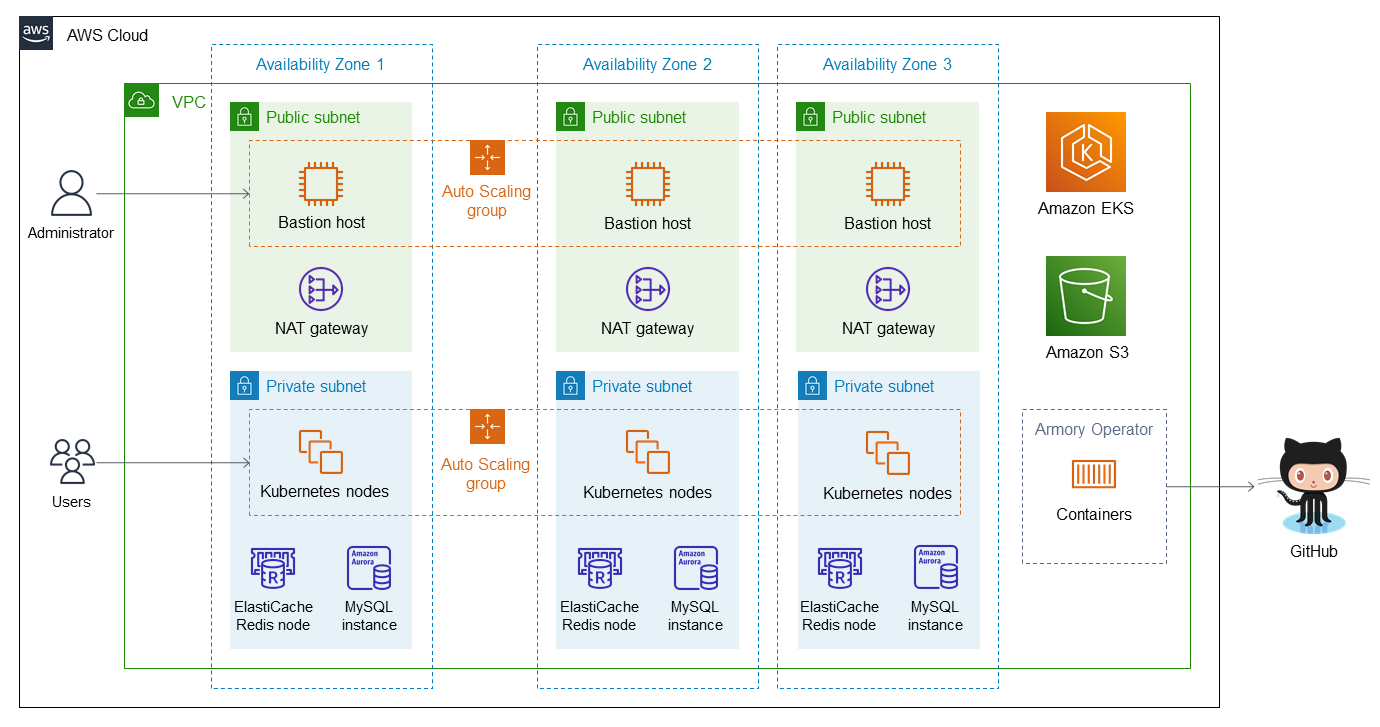 aws
AWS Cloud
Availability Zone 1
Availability Zone 2
Availability Zone 3
VPC
Public subnet
Public subnet
Public subnet
Auto Scaling
group
Bastion host
Bastion host
Bastion host
K
Amazon EKS
Administrator
NAT gateway
NAT gateway
NAT gateway
Amazon S3
Private subnet
Private subnet
Private subnet
Auto Scaling
group
Kubernetes nodes
Kubernetes nodes
Kubernetes nodes
Armory Operator
Containers
Users
GitHub
R
Amazon
Aurora
R
Amazon
Aurora
R
Amazon
Aurora
ElastiCache
Redis node
MySQL
instance
ElastiCache
Redis node
MySQL
instance
ElastiCache
Redis node
MySQL
instance